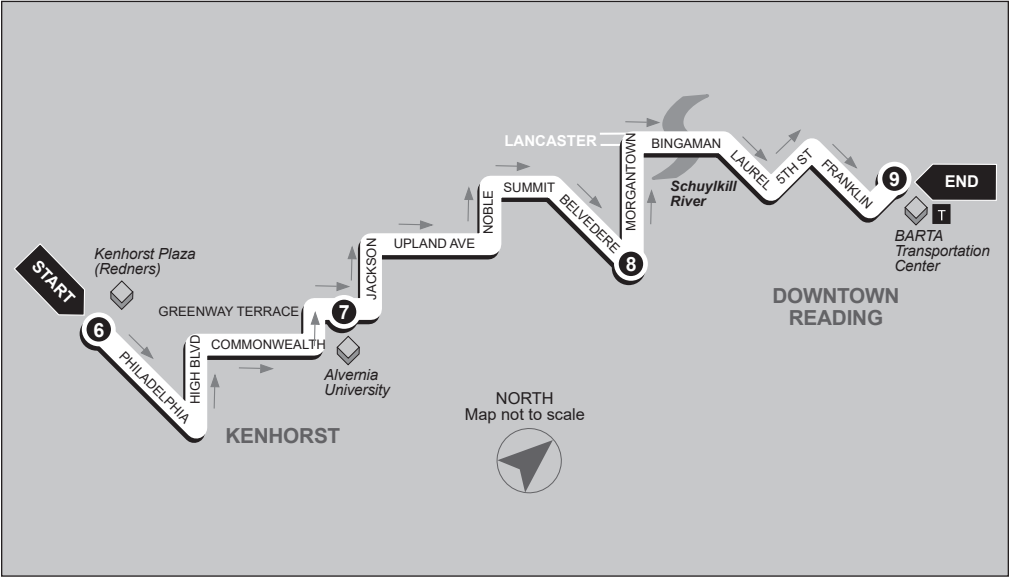 START
Kenhorst Plaza
(Redners)
6
PHILADELPHIA
HIGH BLVD
COMMONWEALTH
GREENWAY TERRACE
7
Alvernia
University
KENHORST
JACKSON
UPLAND AVE
NOBLE
SUMMIT
BELVEDERE
8
MORGANTOWN
LANCASTER
BINGAMAN
Schuylkill
River
LAUREL
5TH ST
FRANKLIN
9
END
T
BARTA
Transportation
Center
DOWNTOWN
READING
NORTH
Map not to scale